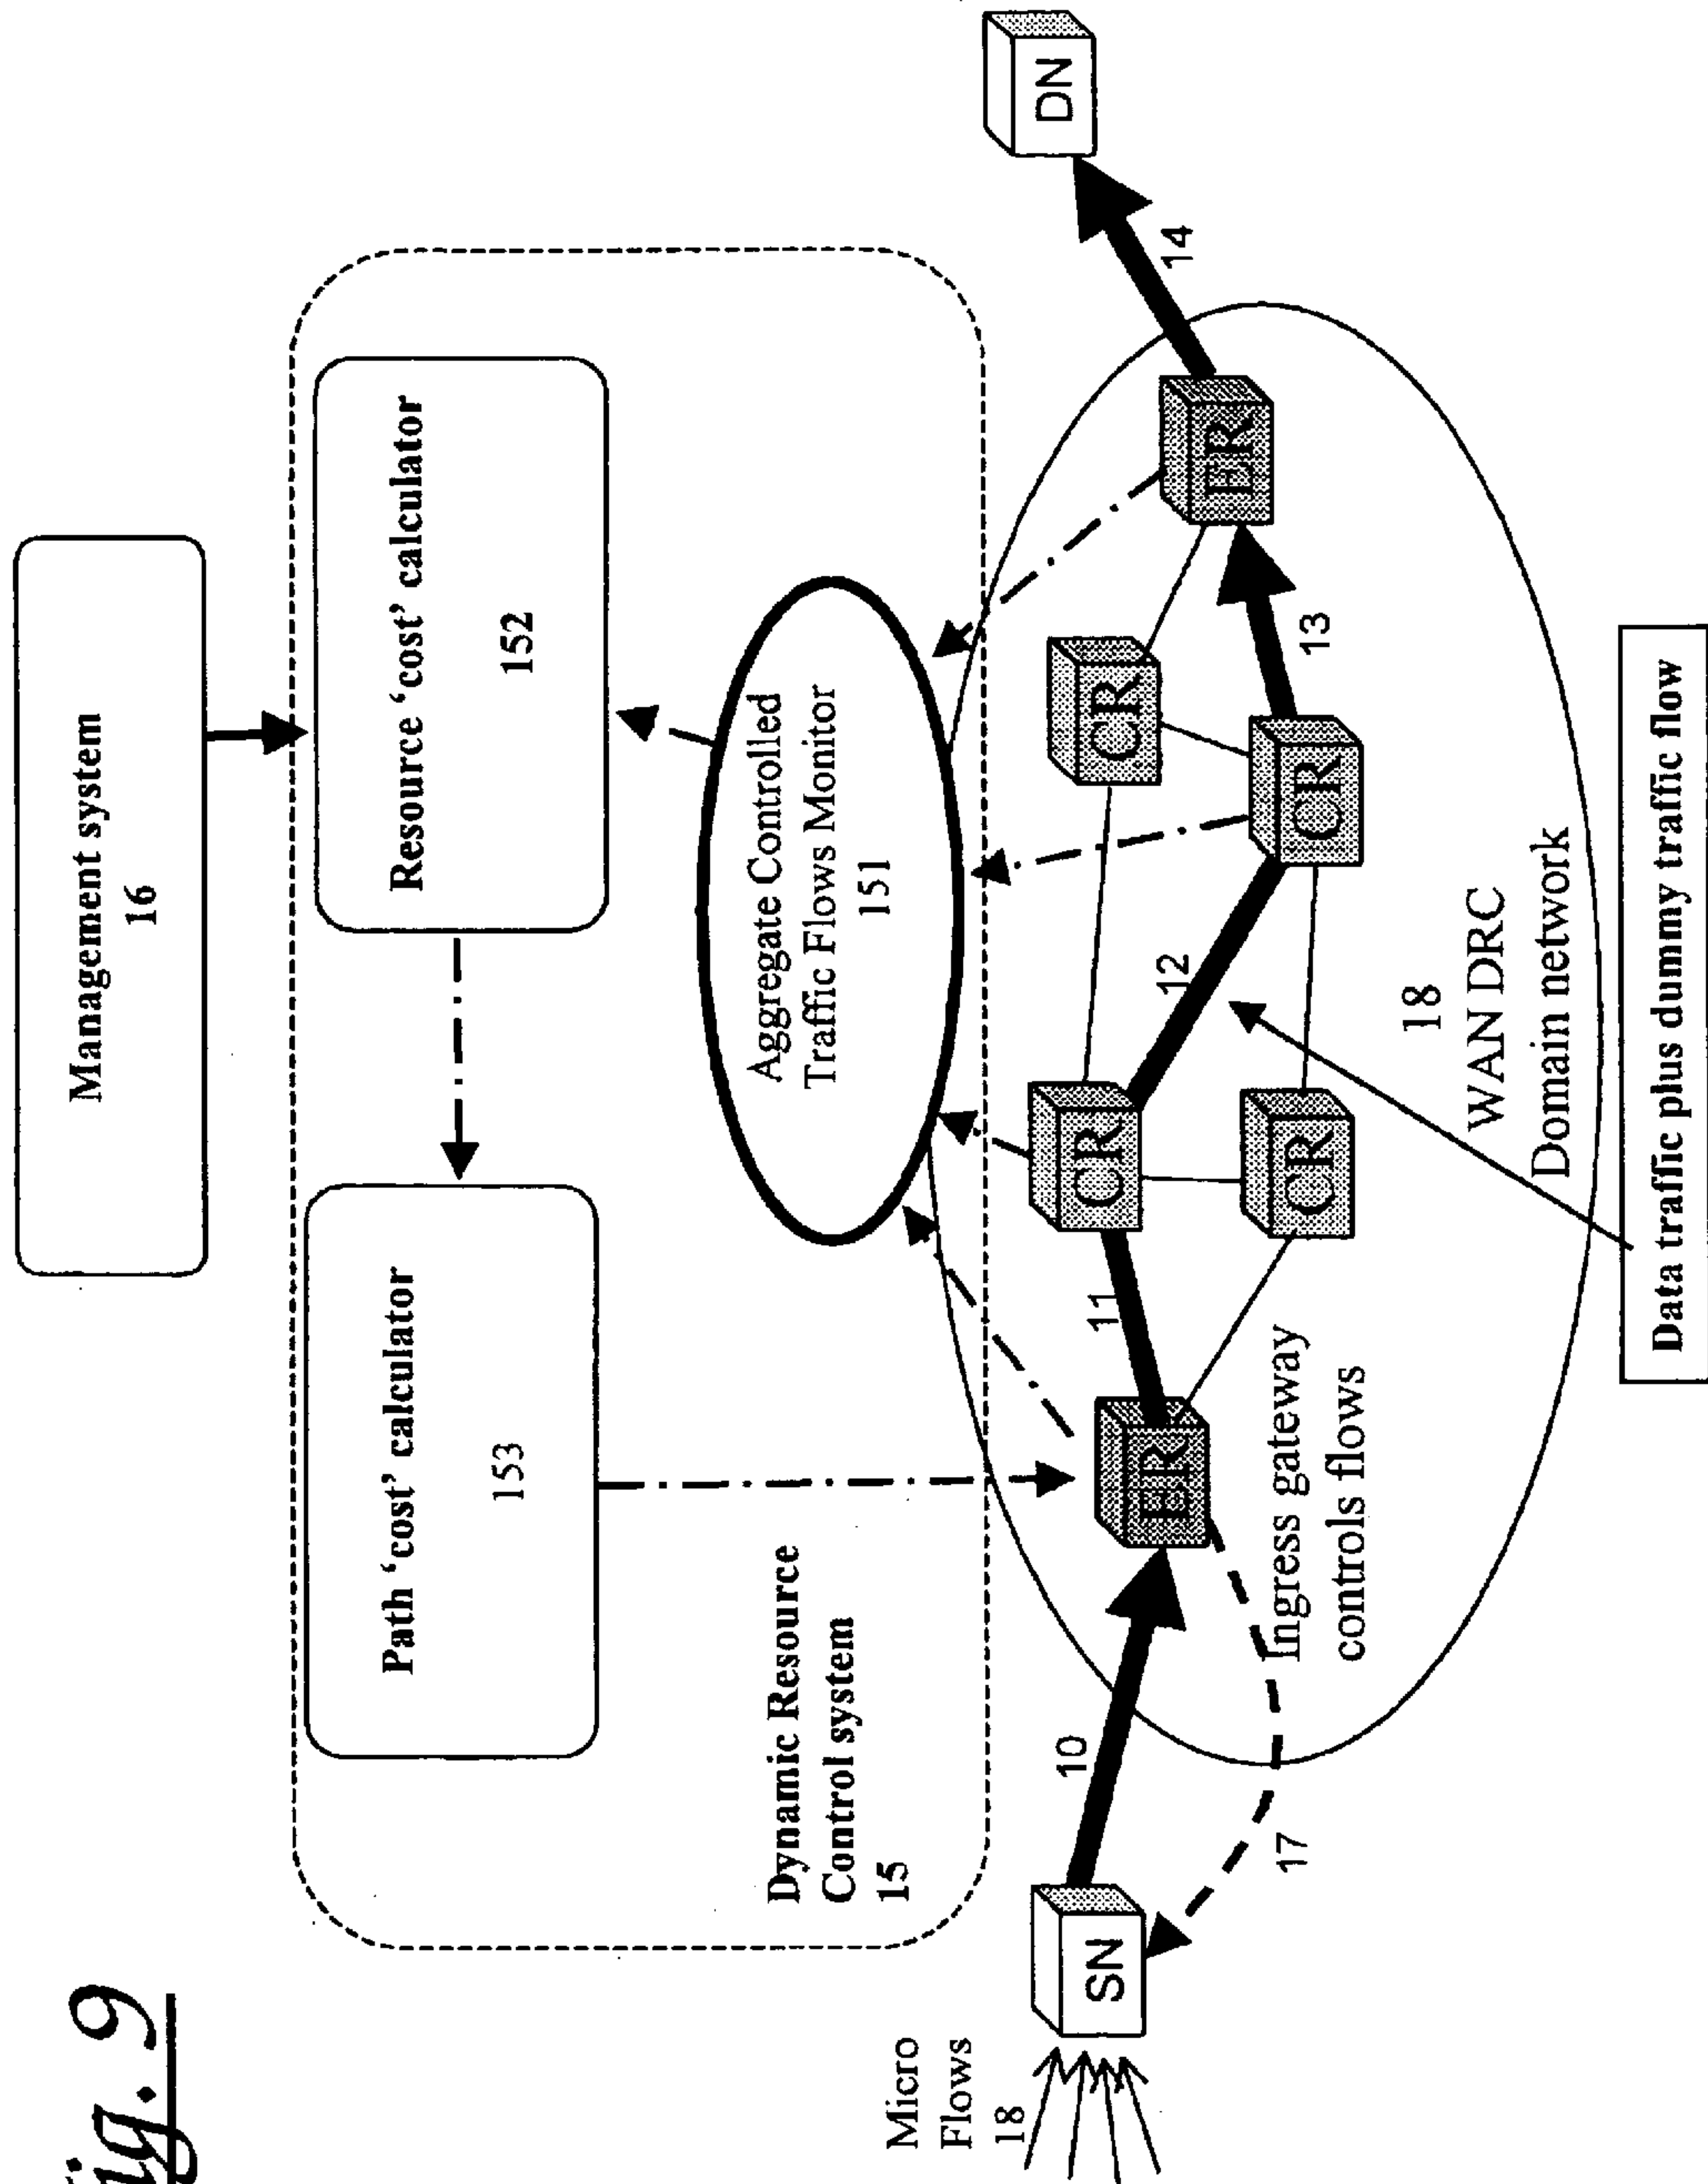 Fig. 9
Management system
16
Path ‘cost’ calculator
153
Resource ‘cost’ calculator
152
Dynamic Resource
Control system
15
Aggregate Controlled
Traffic Flows Monitor
151
Micro
Flows
18
SN
10
17
ER
11
CR
CR
12
CR
CR
13
ER
14
DN
Ingress gateway
controls flows
18
WAN DRC
Domain network
Data traffic plus dummy traffic flow